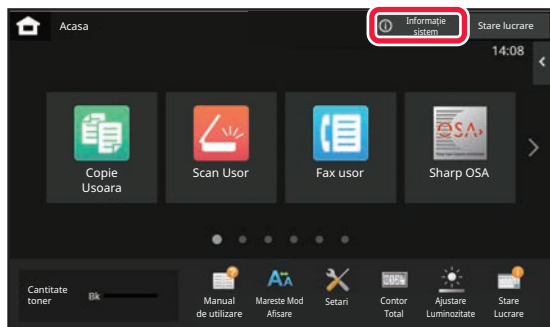 Acasa
Informație
sistem
Stare lucrare
14:08
Copie
Usoara
Scan Usor
Fax usor
OSA
Sharp OSA
Cantitate
toner
Bk
Manual
de utilizare
Mareste Mod
Afisare
Setari
Contor
Total
Ajustare
Luminozitate
Stare
Lucrare